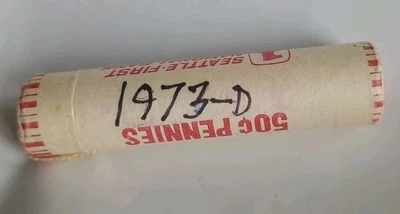 SEATTLE-FIRST
1973-D
50¢ PENNIES